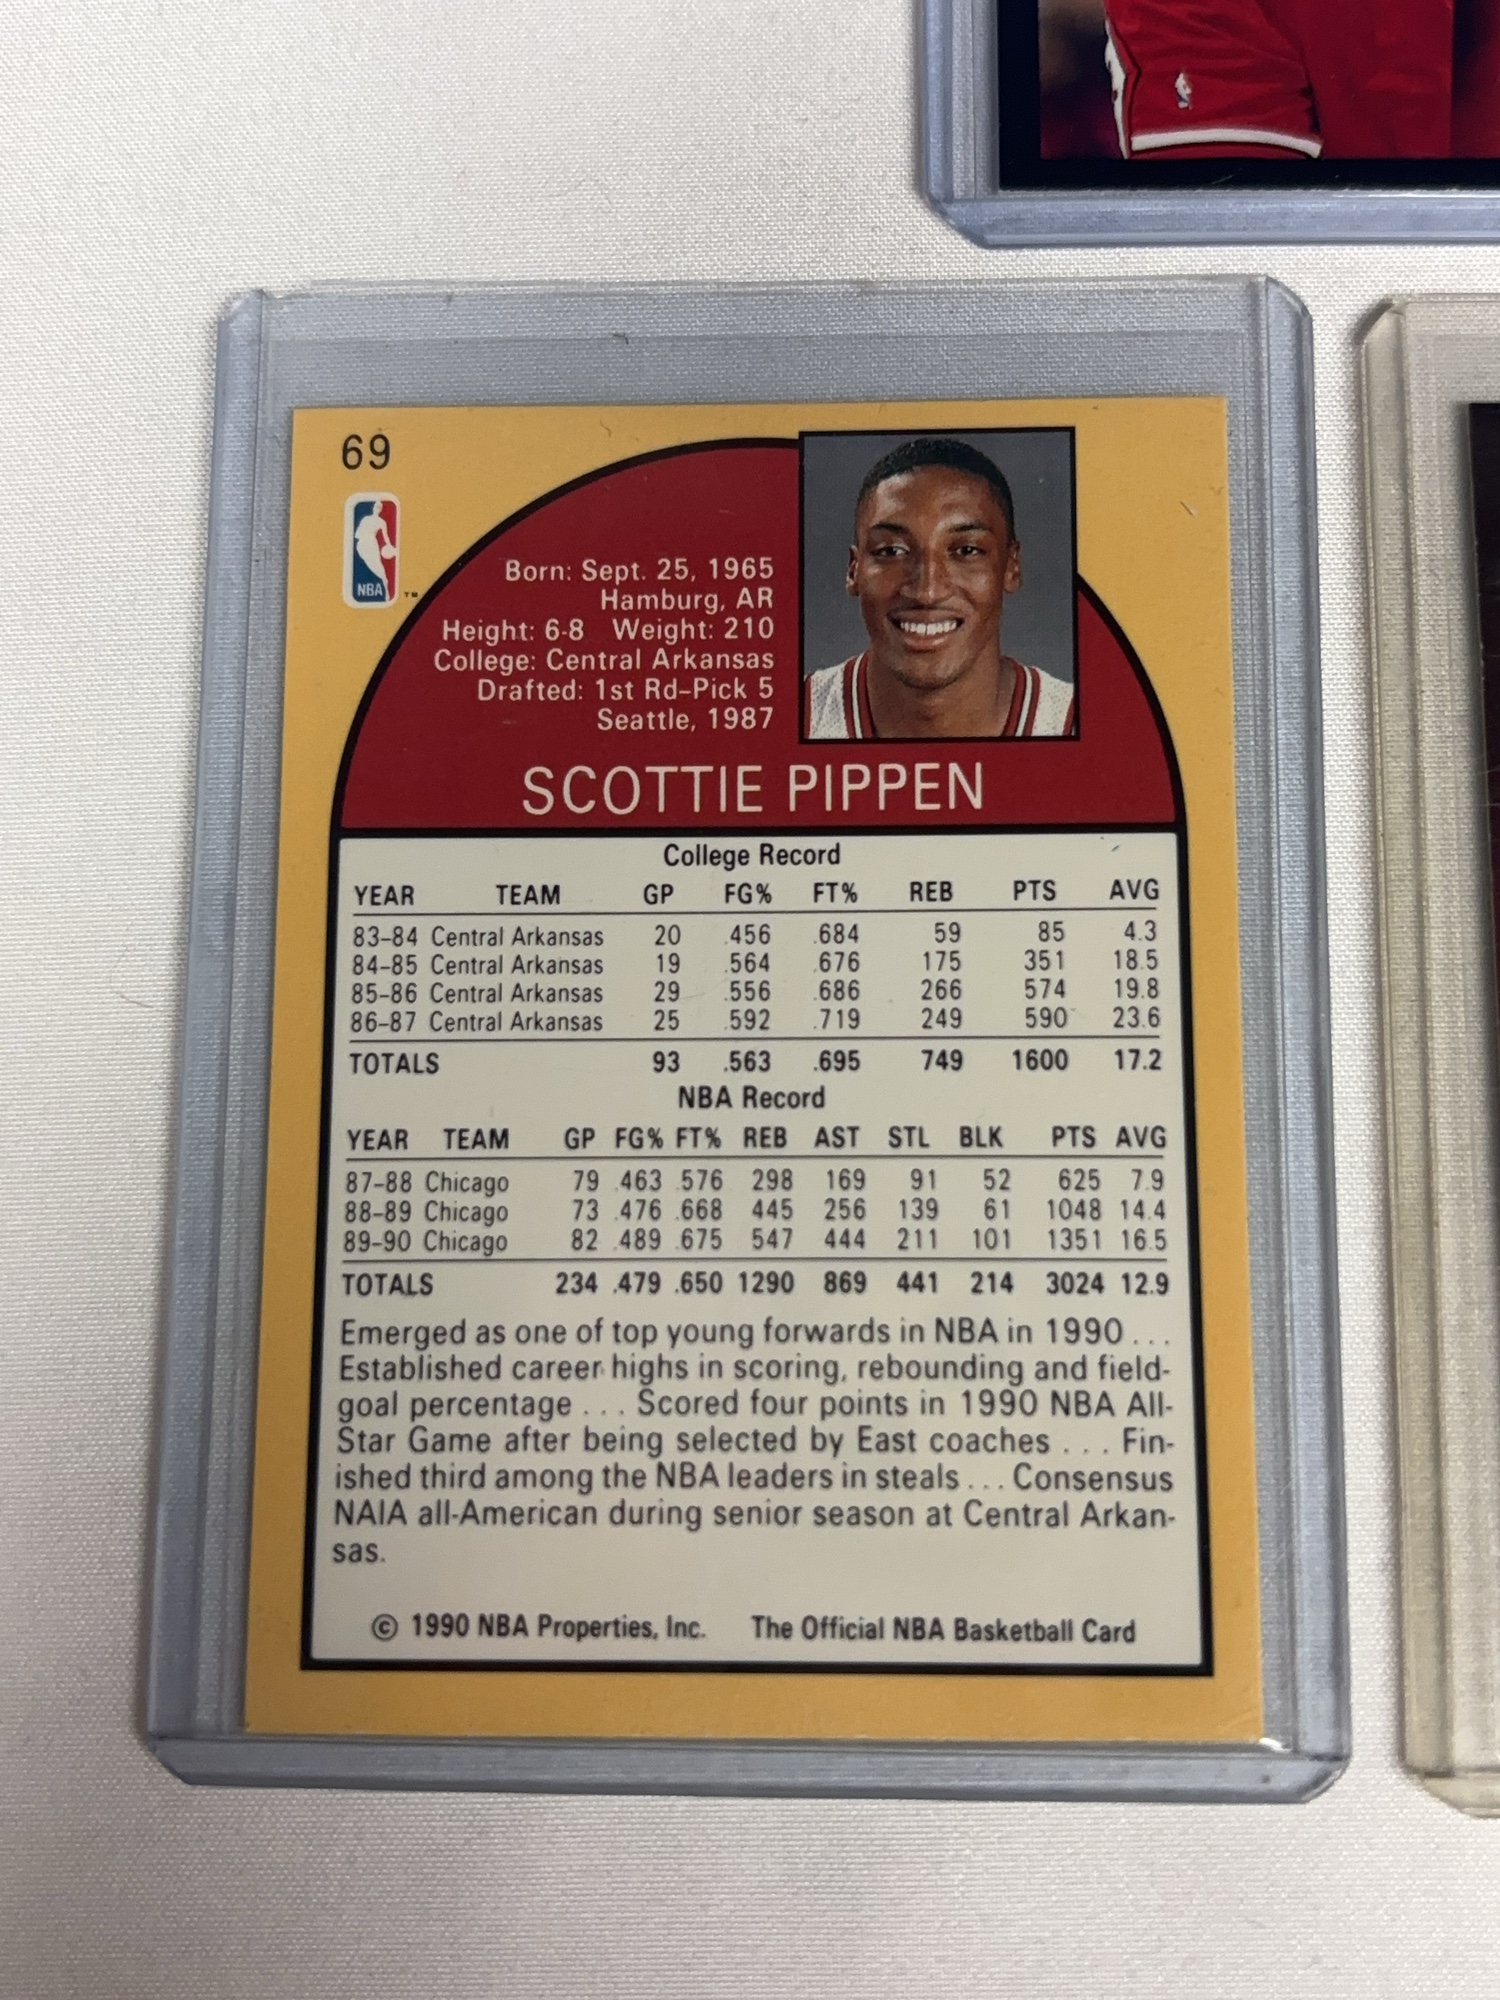 69
NBA
™
Born: Sept. 25, 1965
Hamburg, AR
Height: 6-8 Weight: 210
College: Central Arkansas
Drafted: 1st Rd-Pick 5
Seattle, 1987
SCOTTIE PIPPEN
College Record
YEAR TEAM GP FG% FT% REB PTS AVG
83-84 Central Arkansas 20 .456 .684 59 85 4.3
84-85 Central Arkansas 19 .564 .676 175 351 18.5
85-86 Central Arkansas 29 .556 .686 266 574 19.8
86-87 Central Arkansas 25 .592 .719 249 590 23.6
TOTALS 93 .563 .695 749 1600 17.2
NBA Record
YEAR TEAM GP FG% FT% REB AST STL BLK PTS AVG
87-88 Chicago 79 .463 .576 298 169 91 52 625 7.9
88-89 Chicago 73 .476 .668 445 256 139 61 1048 14.4
89-90 Chicago 82 .489 .675 547 444 211 101 1351 16.5
TOTALS 234 .479 .650 1290 869 441 214 3024 12.9
Emerged as one of top young forwards in NBA in 1990 ...
Established career highs in scoring, rebounding and field-
goal percentage ... Scored four points in 1990 NBA All-
Star Game after being selected by East coaches ... Fin-
ished third among the NBA leaders in steals ... Consensus
NAIA all-American during senior season at Central Arkan-
sas.
© 1990 NBA Properties, Inc. The Official NBA Basketball Card